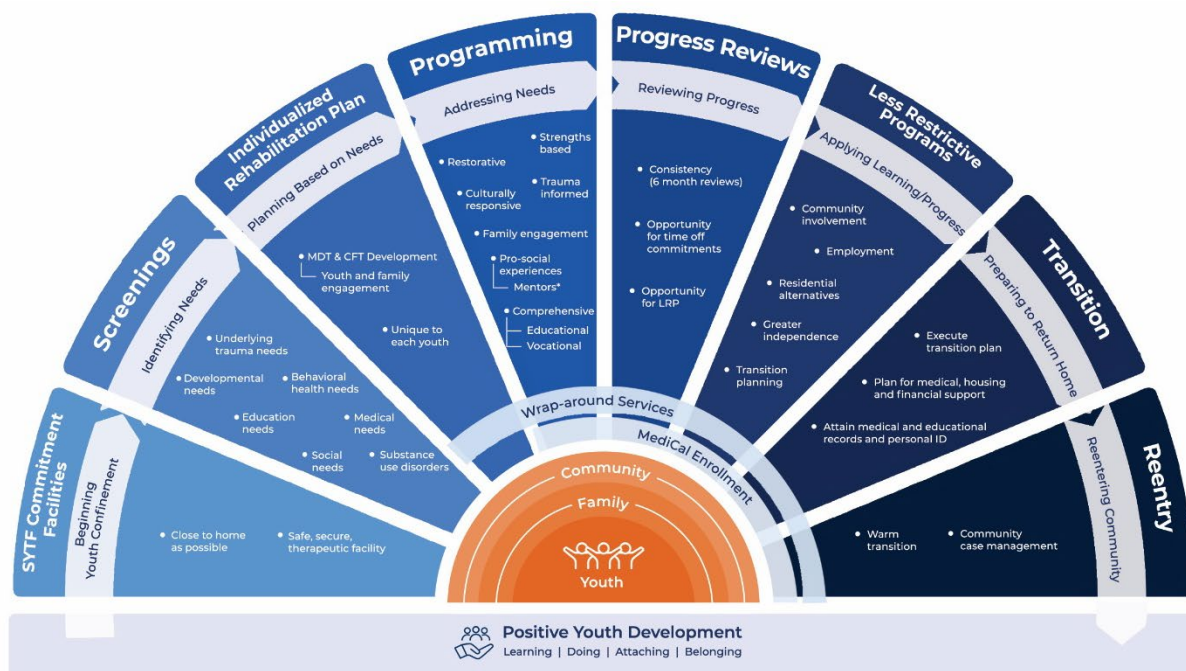 SYTF Commitment
Facilities
Beginning
Youth Confinement
Close to home
as possible
Safe, secure,
therapeutic facility
Screenings
Identifying Needs
Underlying
trauma needs
Developmental
needs
Behavioral
health needs
Education
needs
Medical
needs
Social
needs
Substance
use disorders
Individualized
Rehabilitation Plan
Planning Based on Needs
MDT & CFT Development
Youth and family
engagement
Unique to
each youth
Programming
Addressing Needs
Strengths
based
Restorative
Trauma
informed
Culturally
responsive
Family engagement
Pro-social
experiences
Mentors*
Comprehensive
Educational
Vocational
Progress Reviews
Reviewing Progress
Consistency
(6 month reviews)
Opportunity
for time off
commitments
Opportunity
for LRP
Less Restrictive
Programs
Applying Learning/Progress
Community
involvement
Employment
Residential
alternatives
Greater
independence
Transition
planning
Transition
Preparing to Return Home
Execute
transition plan
Plan for medical, housing
and financial support
Attain medical and educational
records and personal ID
Reentry
Reentering Community
Warm
transition
Community
case management
Wrap-around Services
MediCal Enrollment
Community
Family
Youth
Positive Youth Development
Learning | Doing | Attaching | Belonging